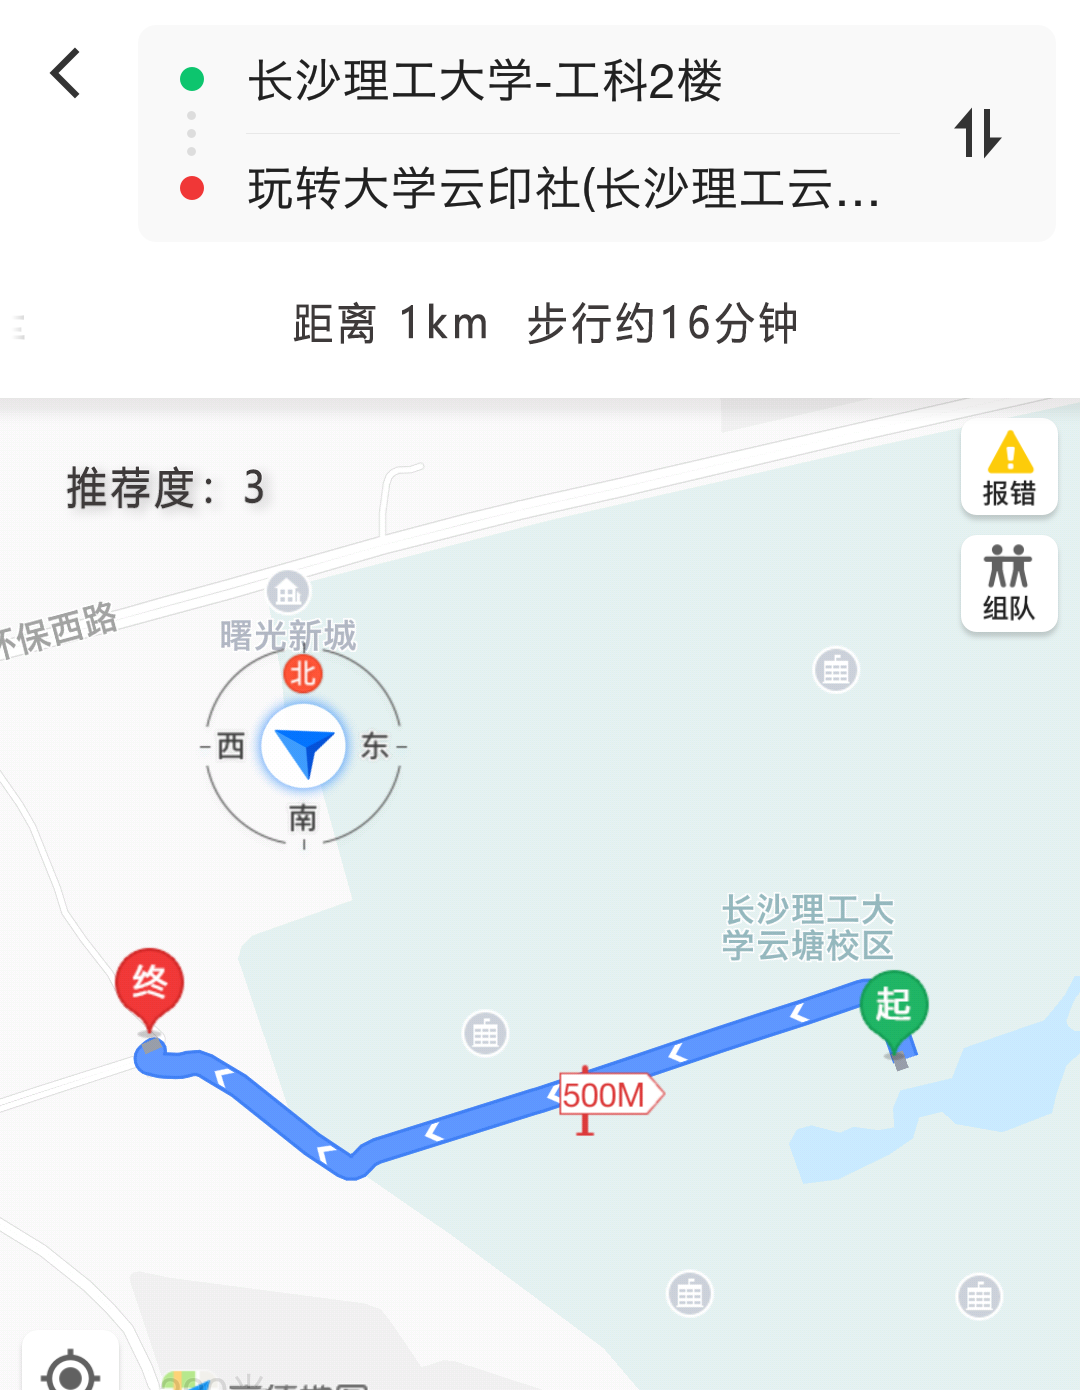 长沙理工大学-工科2楼
玩转大学云印社(长沙理工云...
距离 1km 步行约16分钟
推荐度：3
报错
组队
环保西路
曙光新城
北
西
东
南
长沙理工大
学云塘校区
终
起
500M